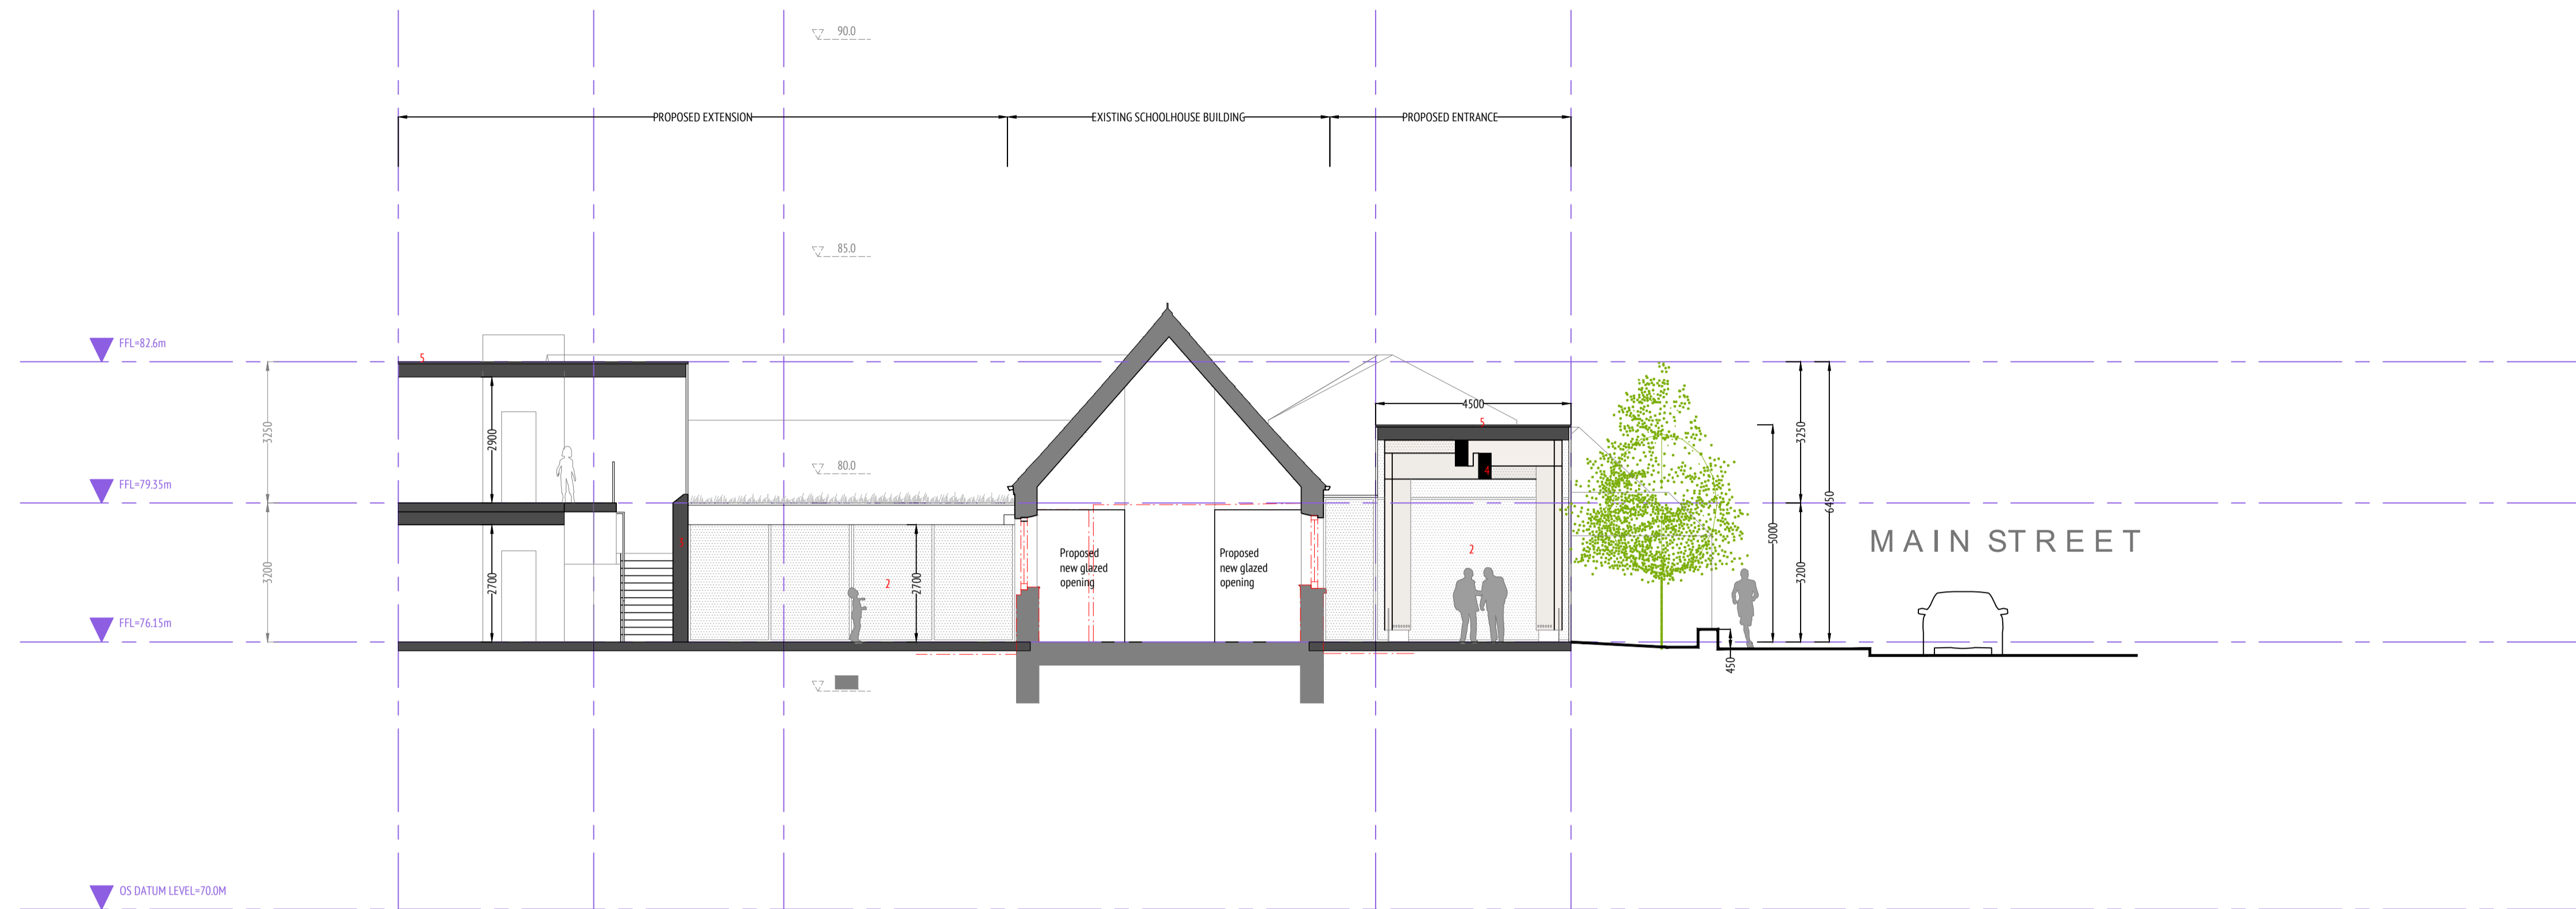 90.0
PROPOSED EXTENSION
EXISTING SCHOOLHOUSE BUILDING
PROPOSED ENTRANCE
85.0
FFL=82.6m
5
4500
5
3250
2900
3250
6450
80.0
4
FFL=79.35m
5000
MAIN STREET
2
Proposed
new glazed
opening
Proposed
new glazed
opening
3200
2700
2
2700
3200
FFL=76.15m
450
OS DATUM LEVEL=70.0M